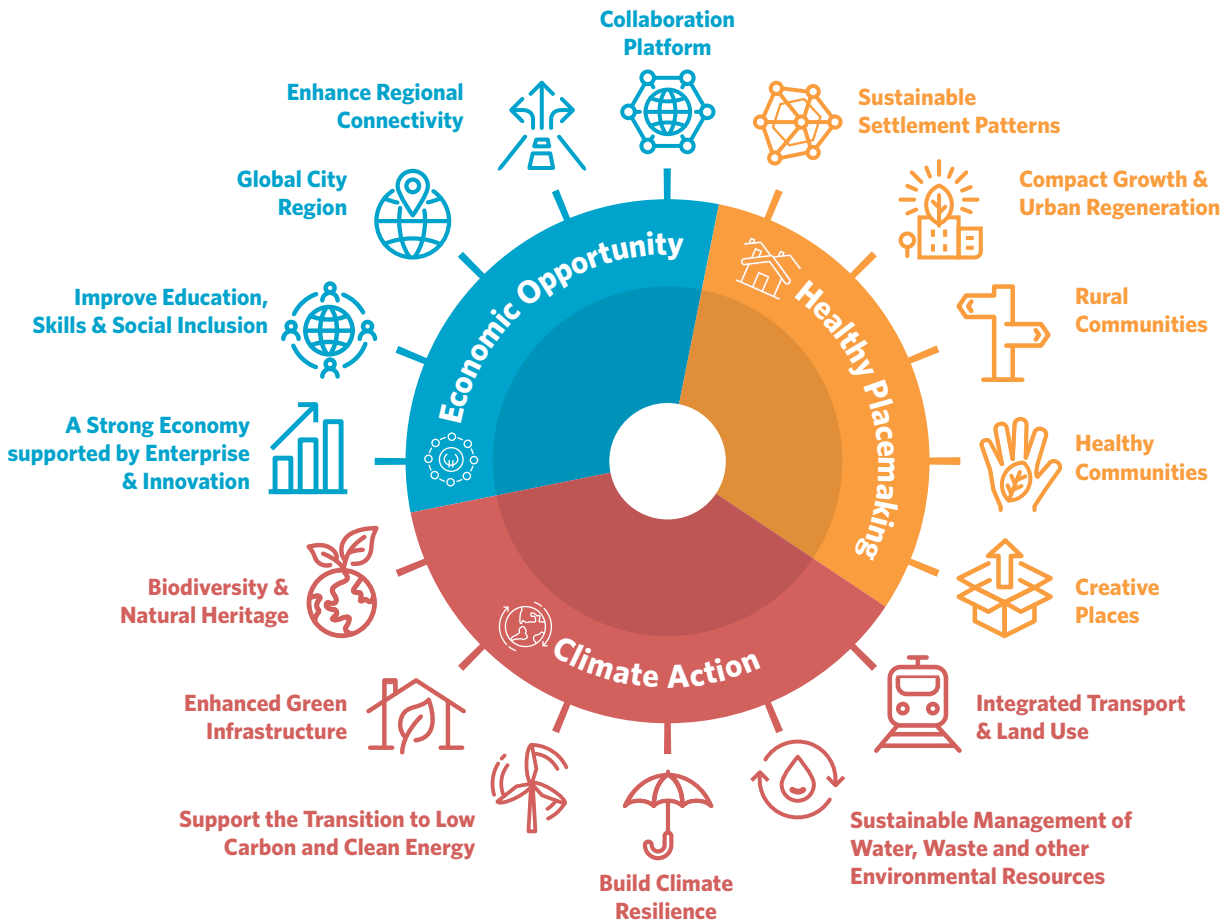 Collaboration
Platform
Sustainable
Settlement Patterns
Compact Growth &
Urban Regeneration
Rural
Communities
Healthy
Communities
Creative
Places
Integrated Transport
& Land Use
Sustainable Management of
Water, Waste and other
Environmental Resources
Build Climate
Resilience
Support the Transition to Low
Carbon and Clean Energy
Enhanced Green
Infrastructure
Biodiversity &
Natural Heritage
A Strong Economy
supported by Enterprise
& Innovation
Improve Education,
Skills & Social Inclusion
Global City
Region
Enhance Regional
Connectivity
Economic Opportunity
Healthy Placemaking
Climate Action